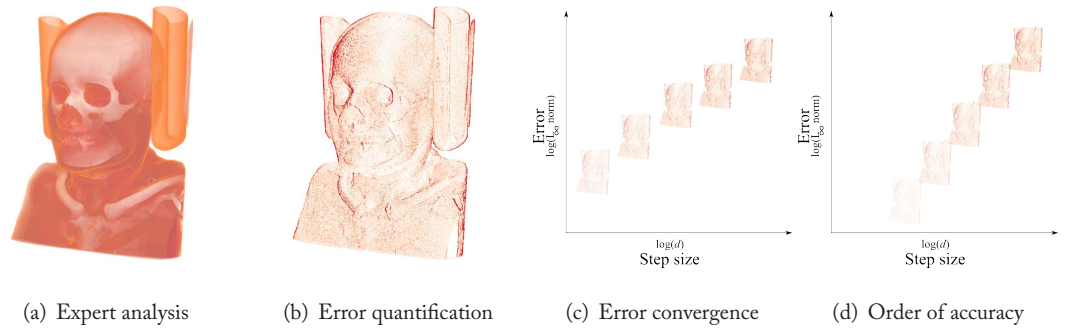 Error
log(L∞ norm)
log(d)
Step size
Error
log(L∞ norm)
log(d)
Step size
(a) Expert analysis
(b) Error quantification
(c) Error convergence
(d) Order of accuracy